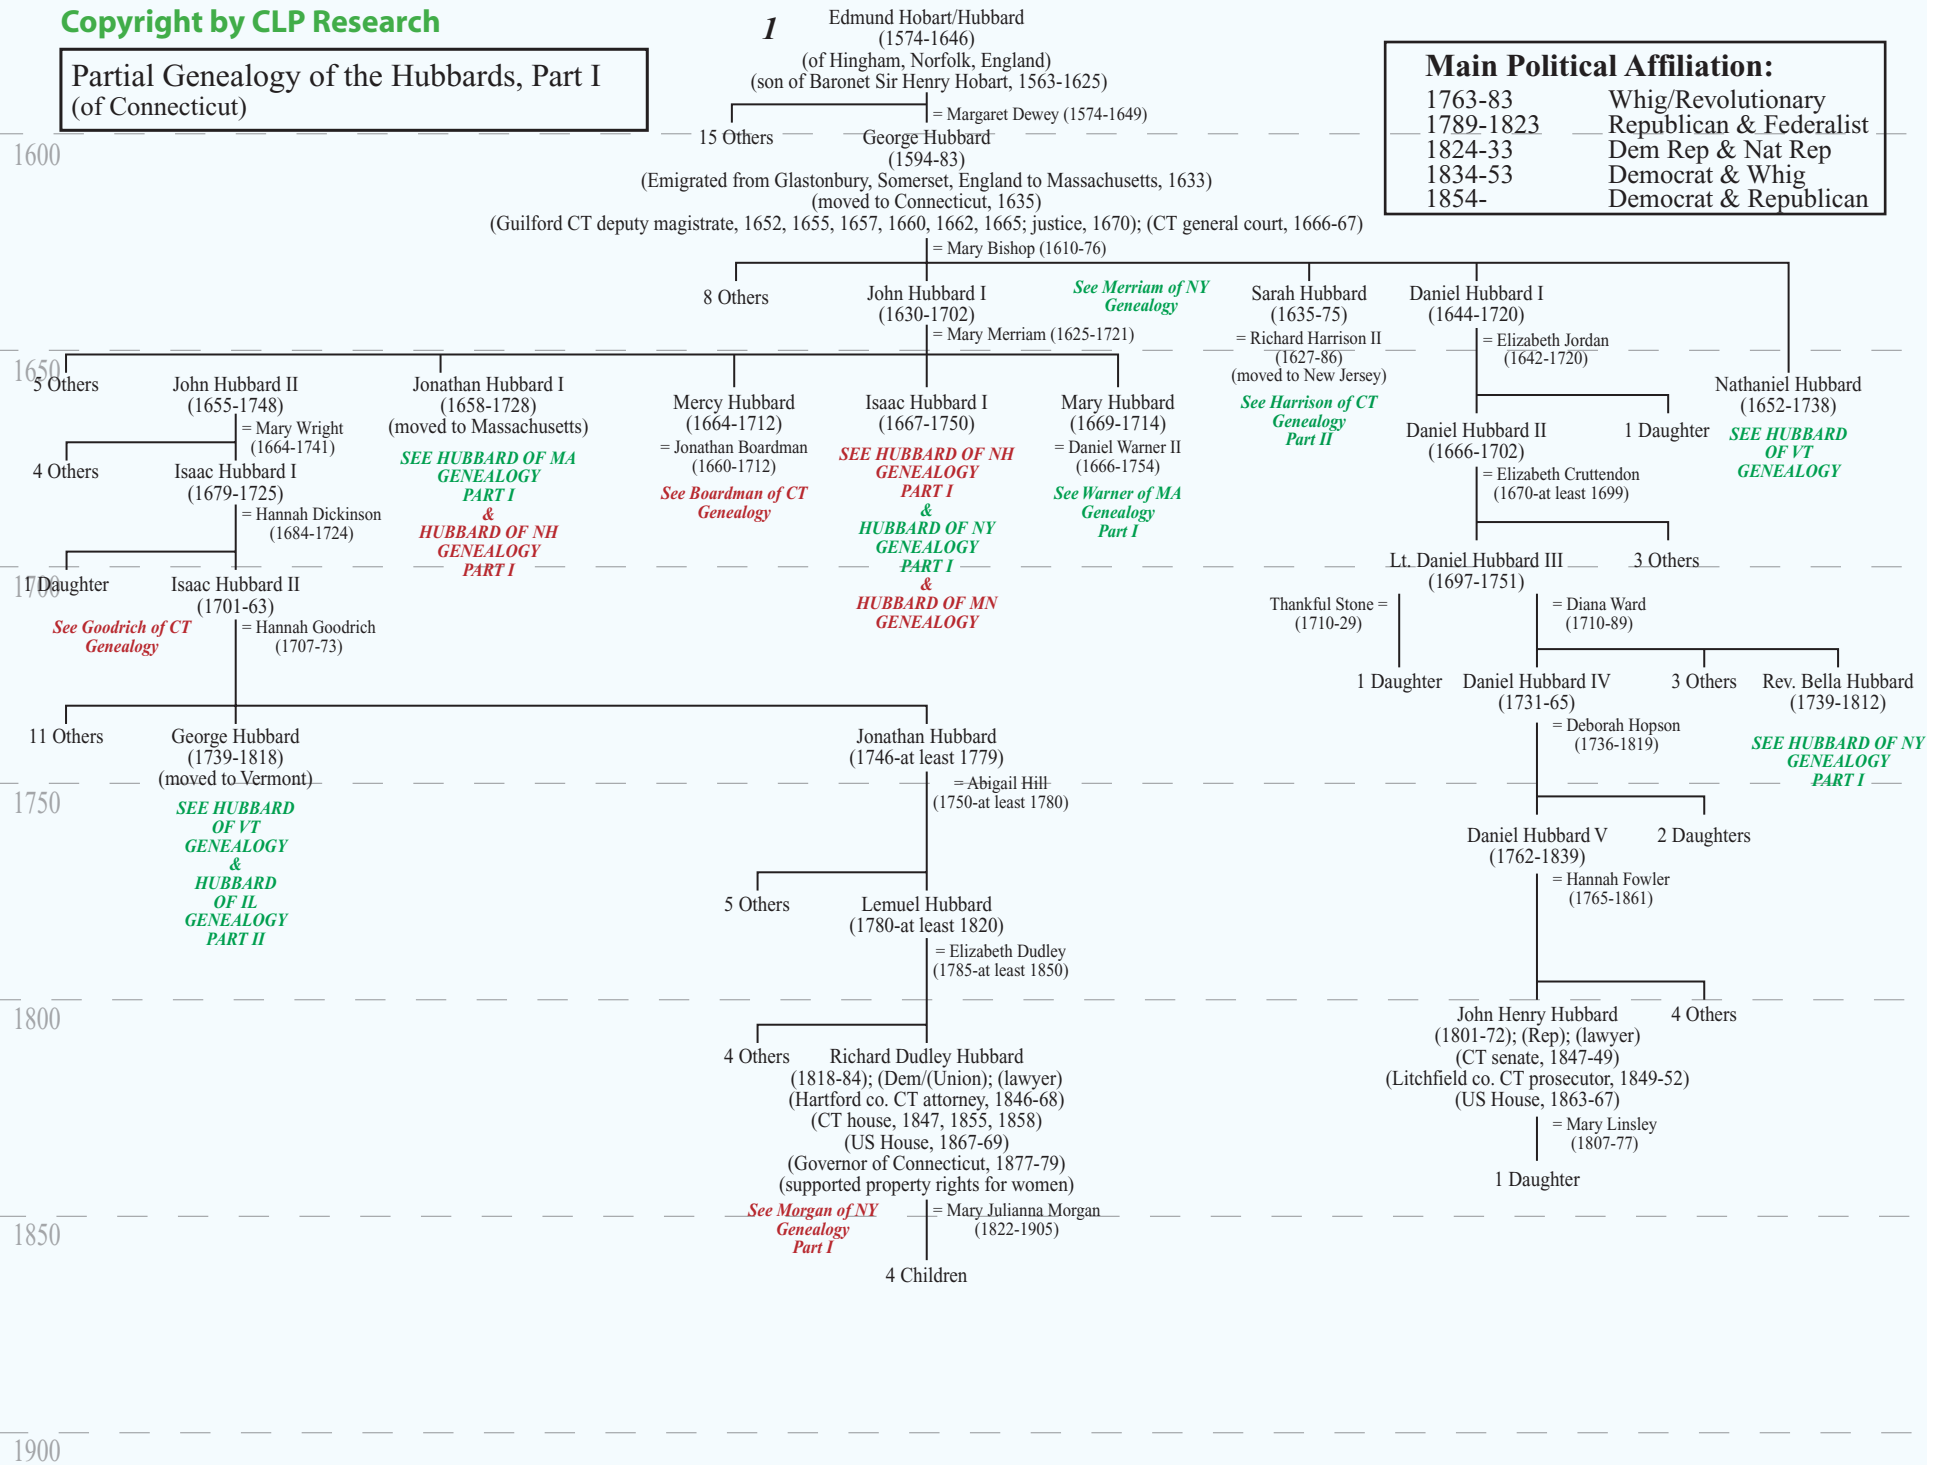 Copyright by CLP Research
Partial Genealogy of the Hubbards, Part I
(of Connecticut)
1
Edmund Hobart/Hubbard
(1574-1646)
(of Hingham, Norfolk, England)
(son of Baronet Sir Henry Hobart, 1563-1625)
= Margaret Dewey (1574-1649)
Main Political Affiliation:
1763-83 Whig/Revolutionary
1789-1823 Republican & Federalist
1824-33 Dem Rep & Nat Rep
1834-53 Democrat & Whig
1854- Democrat & Republican
1600
15 Others
George Hubbard
(1594-83)
(Emigrated from Glastonbury, Somerset, England to Massachusetts, 1633)
(moved to Connecticut, 1635)
(Guilford CT deputy magistrate, 1652, 1655, 1657, 1660, 1662, 1665; justice, 1670); (CT general court, 1666-67)
= Mary Bishop (1610-76)
8 Others
John Hubbard I
(1630-1702)
= Mary Merriam (1625-1721)
See Merriam of NY
Genealogy
Sarah Hubbard
(1635-75)
= Richard Harrison II
(1627-86)
(moved to New Jersey)
See Harrison of CT
Genealogy
Part II
Daniel Hubbard I
(1644-1720)
= Elizabeth Jordan
(1642-1720)
Nathaniel Hubbard
(1652-1738)
SEE HUBBARD
OF VT
GENEALOGY
1650
5 Others
John Hubbard II
(1655-1748)
= Mary Wright
(1664-1741)
Jonathan Hubbard I
(1658-1728)
(moved to Massachusetts)
SEE HUBBARD OF MA
GENEALOGY
PART I
&
HUBBARD OF NH
GENEALOGY
PART I
Mercy Hubbard
(1664-1712)
= Jonathan Boardman
(1660-1712)
See Boardman of CT
Genealogy
Isaac Hubbard I
(1667-1750)
SEE HUBBARD OF NH
GENEALOGY
PART I
&
HUBBARD OF NY
GENEALOGY
PART I
&
HUBBARD OF MN
GENEALOGY
Mary Hubbard
(1669-1714)
= Daniel Warner II
(1666-1754)
See Warner of MA
Genealogy
Part I
Daniel Hubbard II
(1666-1702)
= Elizabeth Cruttendon
(1670-at least 1699)
1 Daughter
4 Others
Isaac Hubbard I
(1679-1725)
= Hannah Dickinson
(1684-1724)
Lt. Daniel Hubbard III
(1697-1751)
3 Others
1700
1 Daughter
Isaac Hubbard II
(1701-63)
= Hannah Goodrich
(1707-73)
See Goodrich of CT
Genealogy
Thankful Stone =
(1710-29)
= Diana Ward
(1710-89)
1 Daughter
Daniel Hubbard IV
(1731-65)
= Deborah Hopson
(1736-1819)
3 Others
Rev. Bella Hubbard
(1739-1812)
SEE HUBBARD OF NY
GENEALOGY
PART I
11 Others
George Hubbard
(1739-1818)
(moved to Vermont)
SEE HUBBARD
OF VT
GENEALOGY
&
HUBBARD
OF IL
GENEALOGY
PART II
Jonathan Hubbard
(1746-at least 1779)
= Abigail Hill
(1750-at least 1780)
1750
Daniel Hubbard V
(1762-1839)
= Hannah Fowler
(1765-1861)
2 Daughters
5 Others
Lemuel Hubbard
(1780-at least 1820)
= Elizabeth Dudley
(1785-at least 1850)
1800
John Henry Hubbard
(1801-72); (Rep); (lawyer)
(CT senate, 1847-49)
(Litchfield co. CT prosecutor, 1849-52)
(US House, 1863-67)
= Mary Linsley
(1807-77)
1 Daughter
4 Others
4 Others
Richard Dudley Hubbard
(1818-84); (Dem/(Union); (lawyer)
(Hartford co. CT attorney, 1846-68)
(CT house, 1847, 1855, 1858)
(US House, 1867-69)
(Governor of Connecticut, 1877-79)
(supported property rights for women)
See Morgan of NY
Genealogy
Part I
= Mary Julianna Morgan
(1822-1905)
4 Children
1850
1900